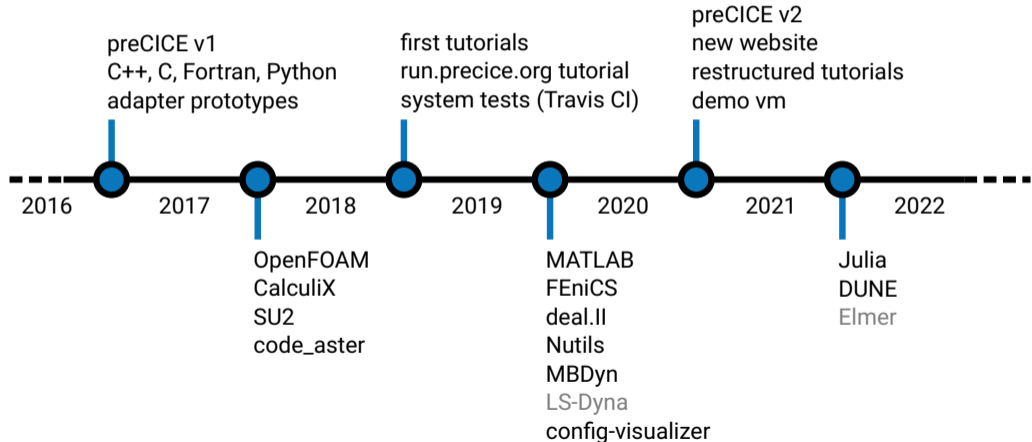 preCICE v1
C++, C, Fortran, Python
adapter prototypes
first tutorials
run.precice.org tutorial
system tests (Travis CI)
preCICE v2
new website
restructured tutorials
demo vm
2016
2017
2018
2019
2020
2021
2022
OpenFOAM
CalculiX
SU2
code_aster
MATLAB
FEniCS
deal.II
Nutils
MBDyn
LS-Dyna
config-visualizer
Julia
DUNE
Elmer